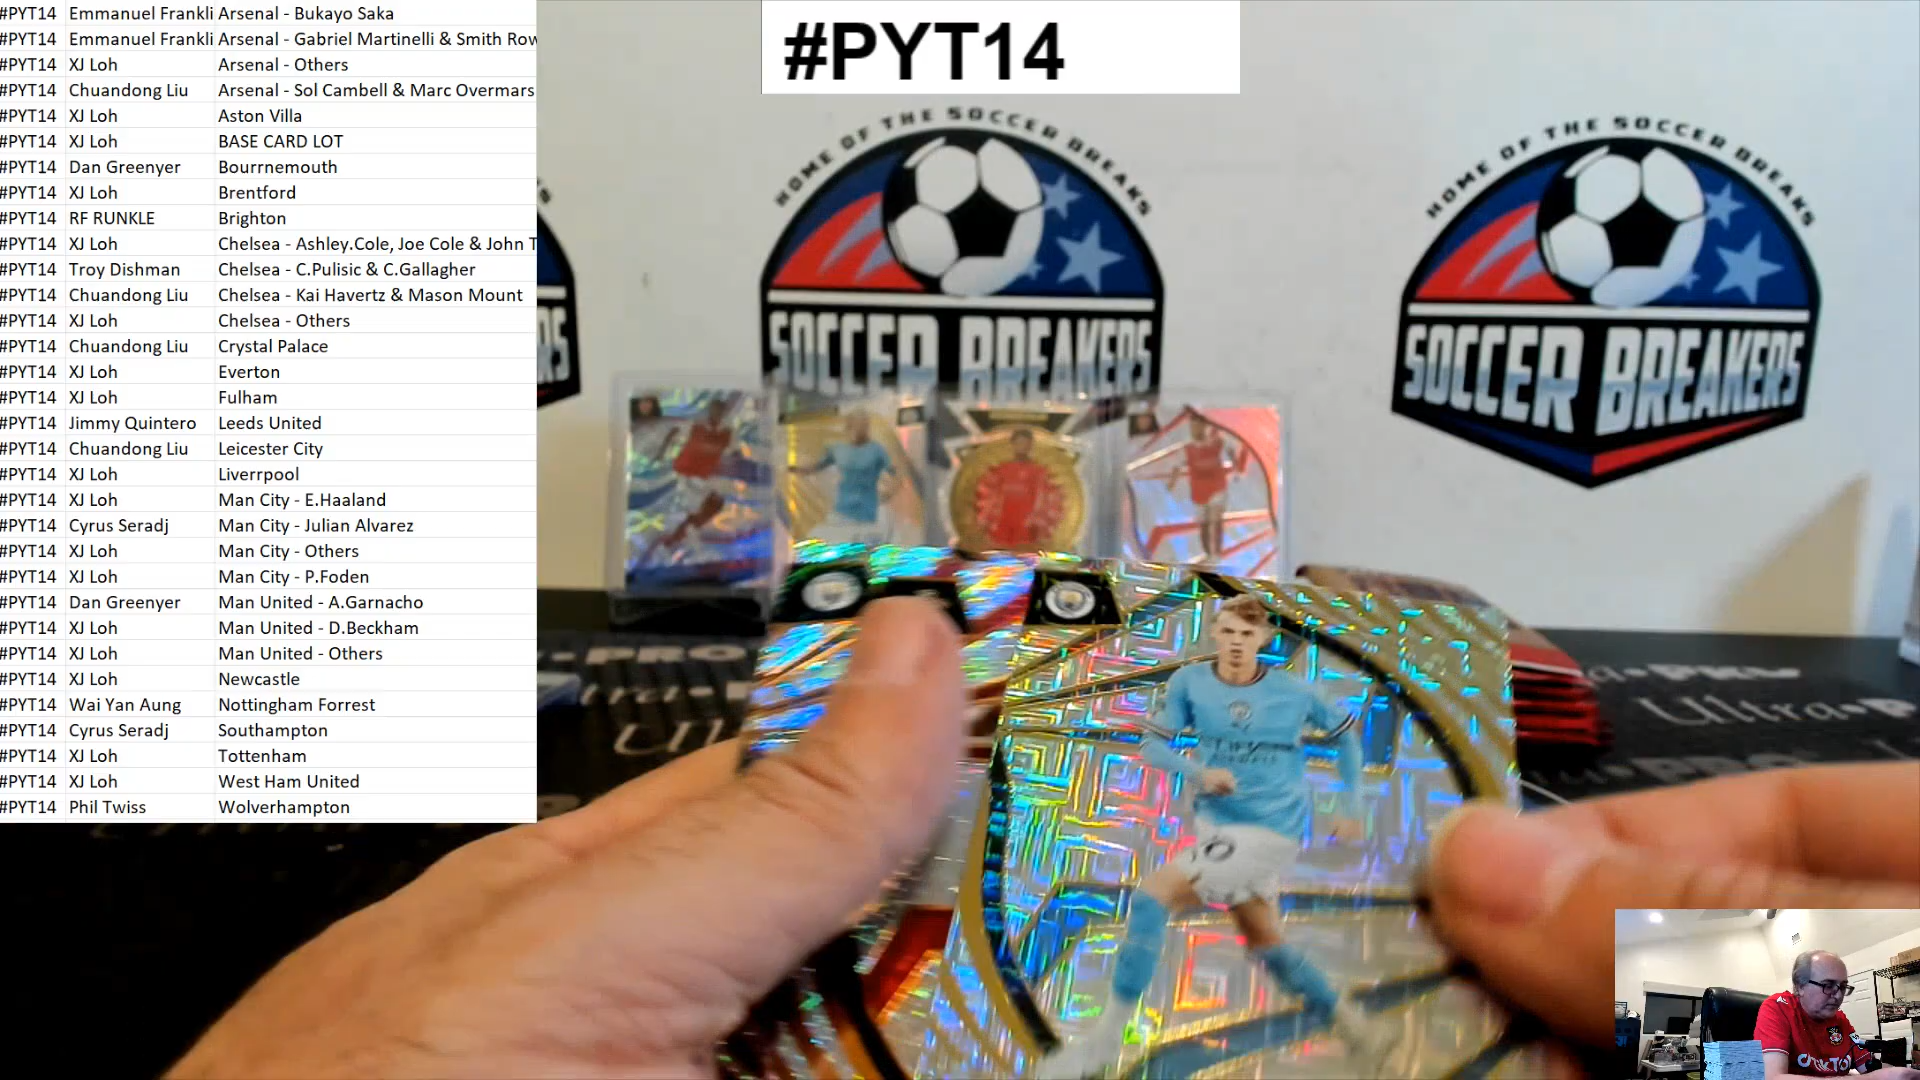 #PYT14 Emmanuel Frankli Arsenal - Bukayo Saka
#PYT14 Emmanuel Frankli Arsenal - Gabriel Martinelli & Smith Row
#PYT14 XJ Loh Arsenal - Others
#PYT14 Chuandong Liu Arsenal - Sol Cambell & Marc Overmars
#PYT14 XJ Loh Aston Villa
#PYT14 XJ Loh BASE CARD LOT
#PYT14 Dan Greenyer Bourrnemouth
#PYT14 XJ Loh Brentford
#PYT14 RF RUNKLE Brighton
#PYT14 XJ Loh Chelsea - Ashley.Cole, Joe Cole & John T
#PYT14 Troy Dishman Chelsea - C.Pulisic & C.Gallagher
#PYT14 Chuandong Liu Chelsea - Kai Havertz & Mason Mount
#PYT14 XJ Loh Chelsea - Others
#PYT14 Chuandong Liu Crystal Palace
#PYT14 XJ Loh Everton
#PYT14 XJ Loh Fulham
#PYT14 Jimmy Quintero Leeds United
#PYT14 Chuandong Liu Leicester City
#PYT14 XJ Loh Liverrpool
#PYT14 XJ Loh Man City - E.Haaland
#PYT14 Cyrus Seradj Man City - Julian Alvarez
#PYT14 XJ Loh Man City - Others
#PYT14 XJ Loh Man City - P.Foden
#PYT14 Dan Greenyer Man United - A.Garnacho
#PYT14 XJ Loh Man United - D.Beckham
#PYT14 XJ Loh Man United - Others
#PYT14 XJ Loh Newcastle
#PYT14 Wai Yan Aung Nottingham Forrest
#PYT14 Cyrus Seradj Southampton
#PYT14 XJ Loh Tottenham
#PYT14 XJ Loh West Ham United
#PYT14 Phil Twiss Wolverhampton
#PYT14
HOME OF THE SOCCER BREAKS
SOCCER BREAKERS
HOME OF THE SOCCER BREAKS
SOCCER BREAKERS
Ultra